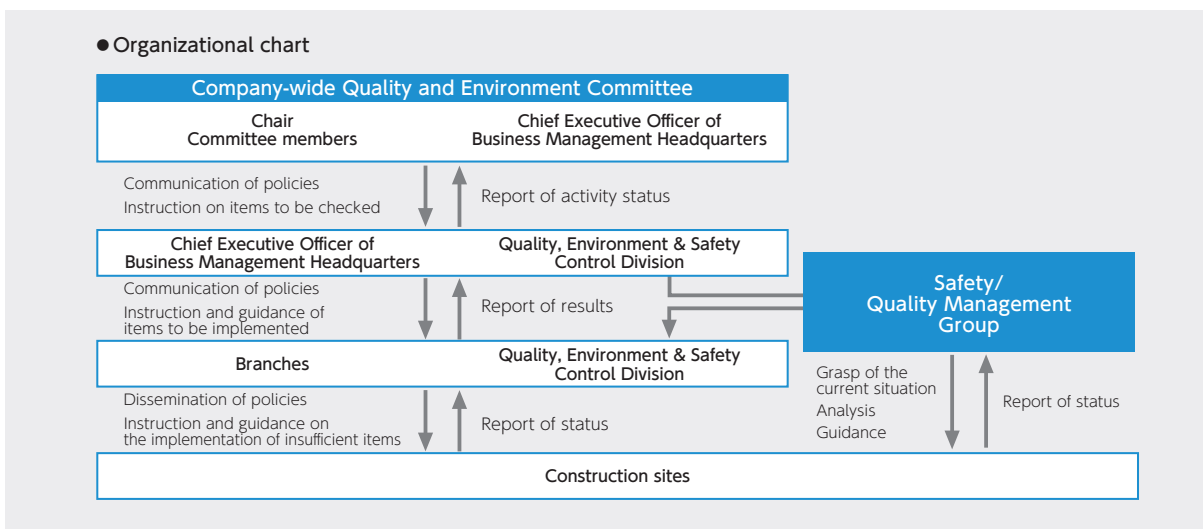 ● Organizational chart
Company-wide Quality and Environment Committee
Chair
Committee members
Chief Executive Officer of
Business Management Headquarters
Communication of policies
Instruction on items to be checked
Report of activity status
Chief Executive Officer of
Business Management Headquarters
Quality, Environment & Safety
Control Division
Communication of policies
Instruction and guidance of
items to be implemented
Report of results
Safety/
Quality Management
Group
Branches
Quality, Environment & Safety
Control Division
Dissemination of policies
Instruction and guidance on
the implementation of insufficient items
Report of status
Grasp of the
current situation
Analysis
Guidance
Report of status
Construction sites